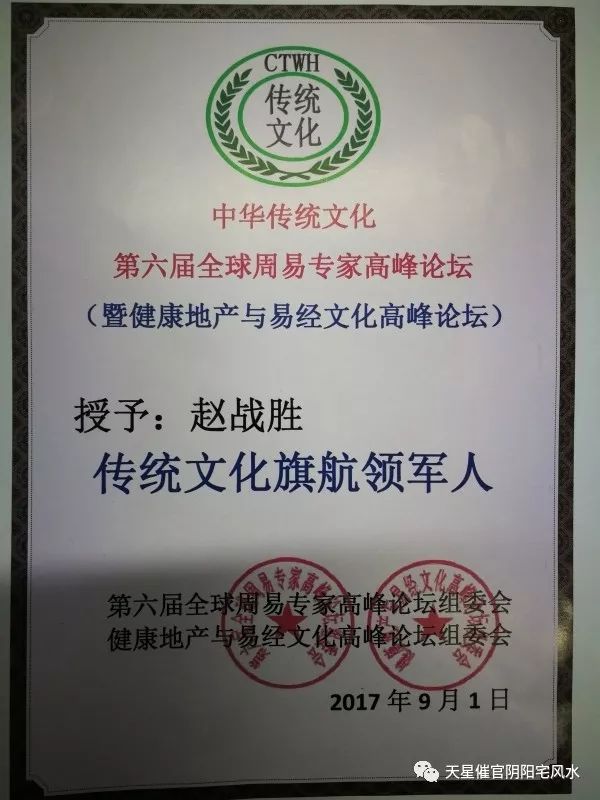 CTWH
传统
文化
中华传统文化
第六届全球周易专家高峰论坛
（暨健康地产与易经文化高峰论坛）
授予：赵战胜
传统文化旗航领军人
第六届全球周易专家高峰论坛组委会
健康地产与易经文化高峰论坛组委会
2017年9月1日
天星催官阴阳宅风水